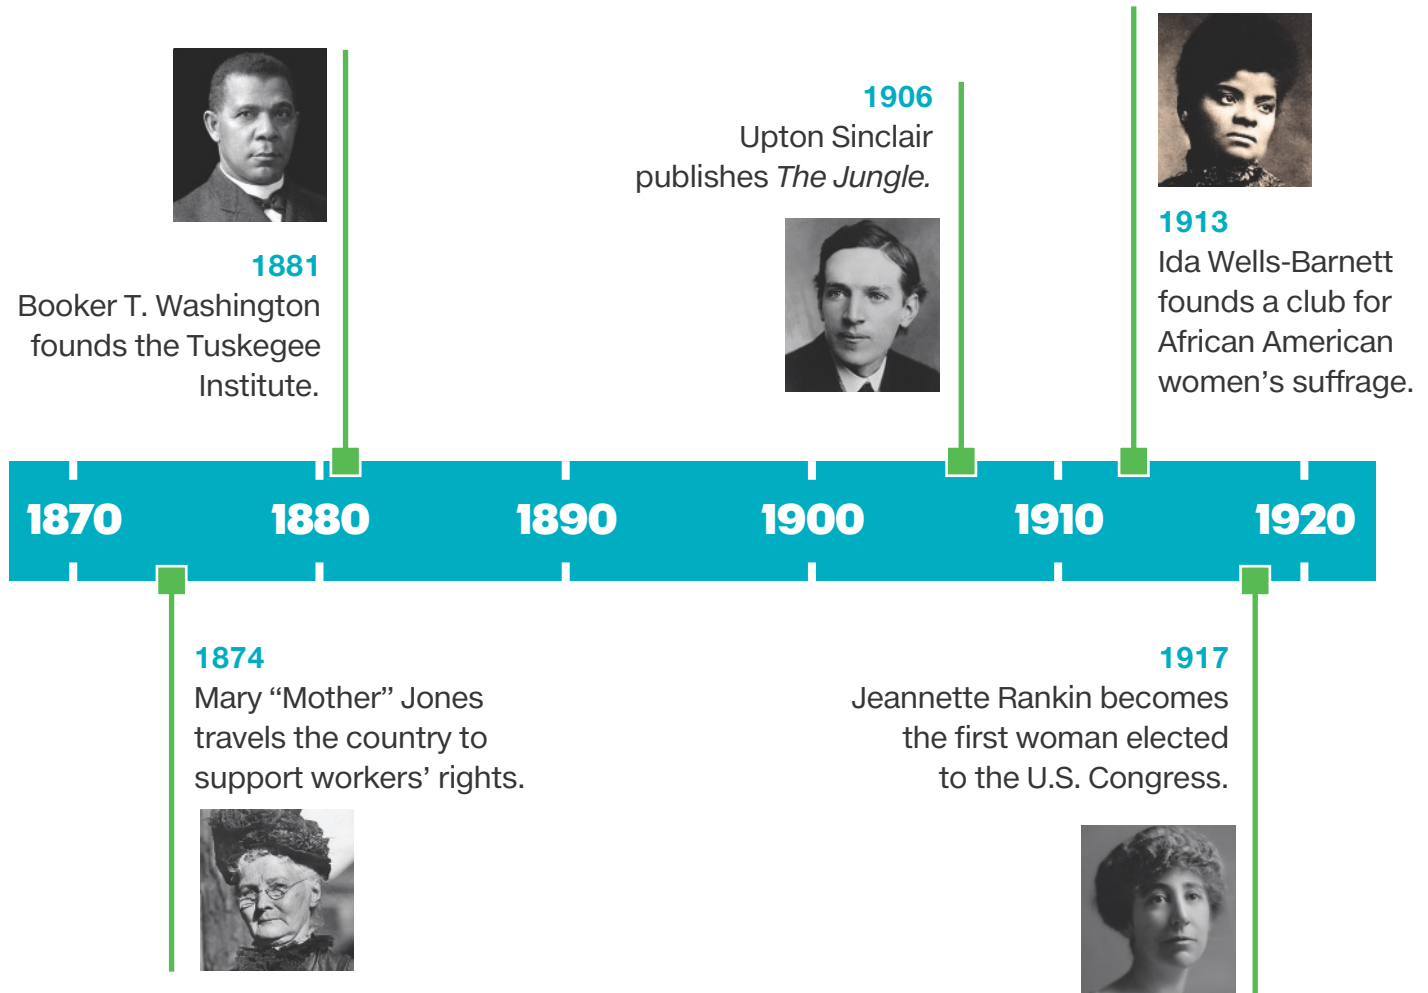 1881
Booker T. Washington
founds the Tuskegee
Institute.
1906
Upton Sinclair
publishes The Jungle.
1913
Ida Wells-Barnett
founds a club for
African American
women’s suffrage.
1870 1880 1890 1900 1910 1920
1874
Mary “Mother” Jones
travels the country to
support workers’ rights.
1917
Jeannette Rankin becomes
the first woman elected
to the U.S. Congress.